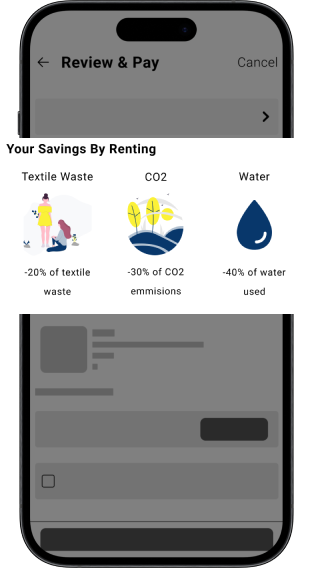 ← Review & Pay Cancel
Your Savings By Renting
Textile Waste CO2 Water
-20% of textile waste
-30% of CO2 emmisions
-40% of water used